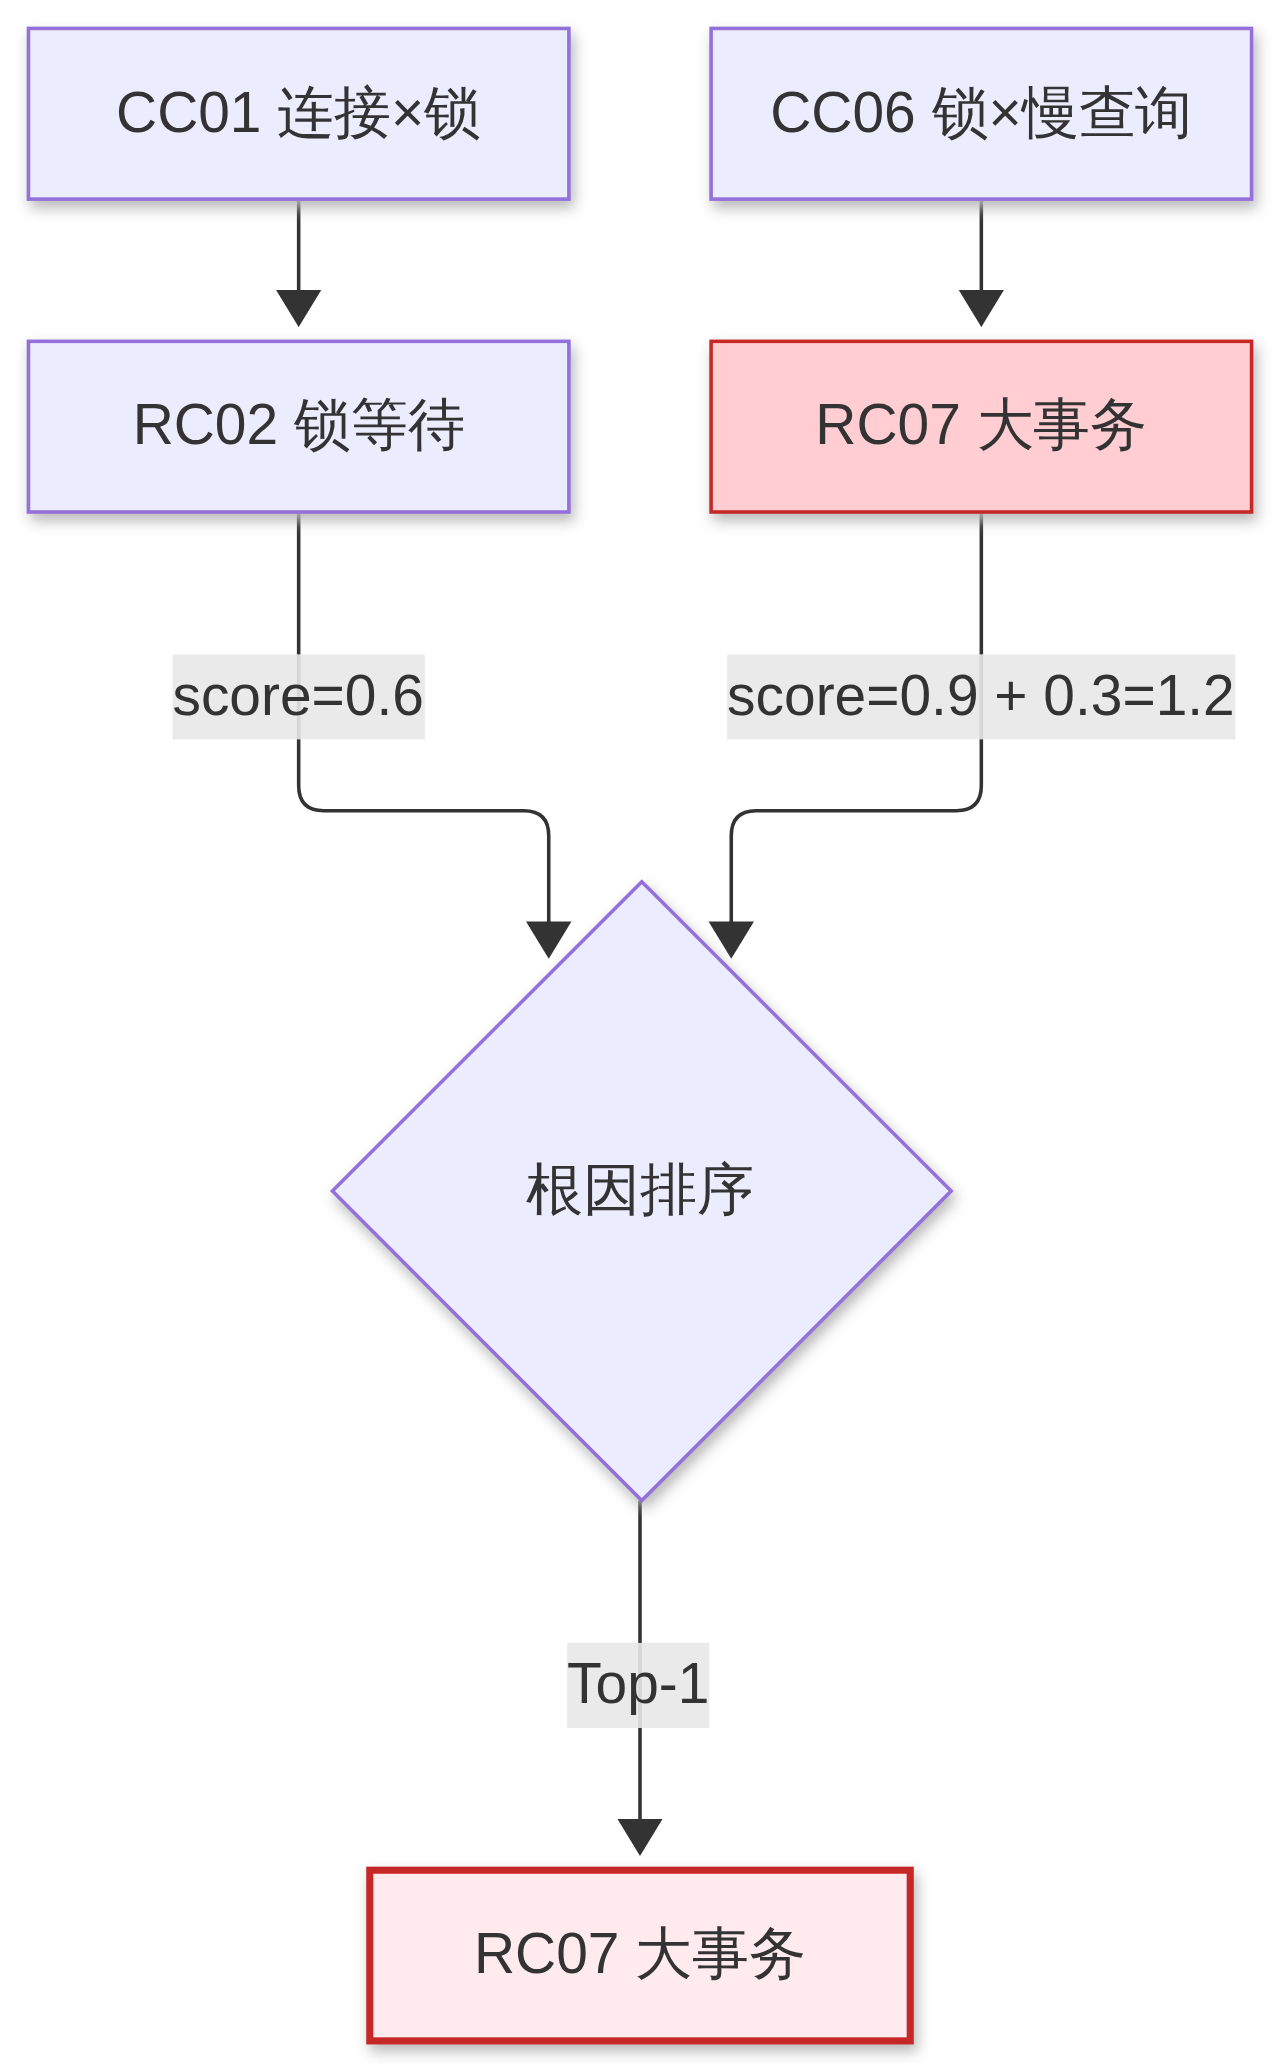 CC01 连接×锁
CC06 锁×慢查询
RC02 锁等待
RC07 大事务
score=0.6
score=0.9 + 0.3=1.2
根因排序
Top-1
RC07 大事务